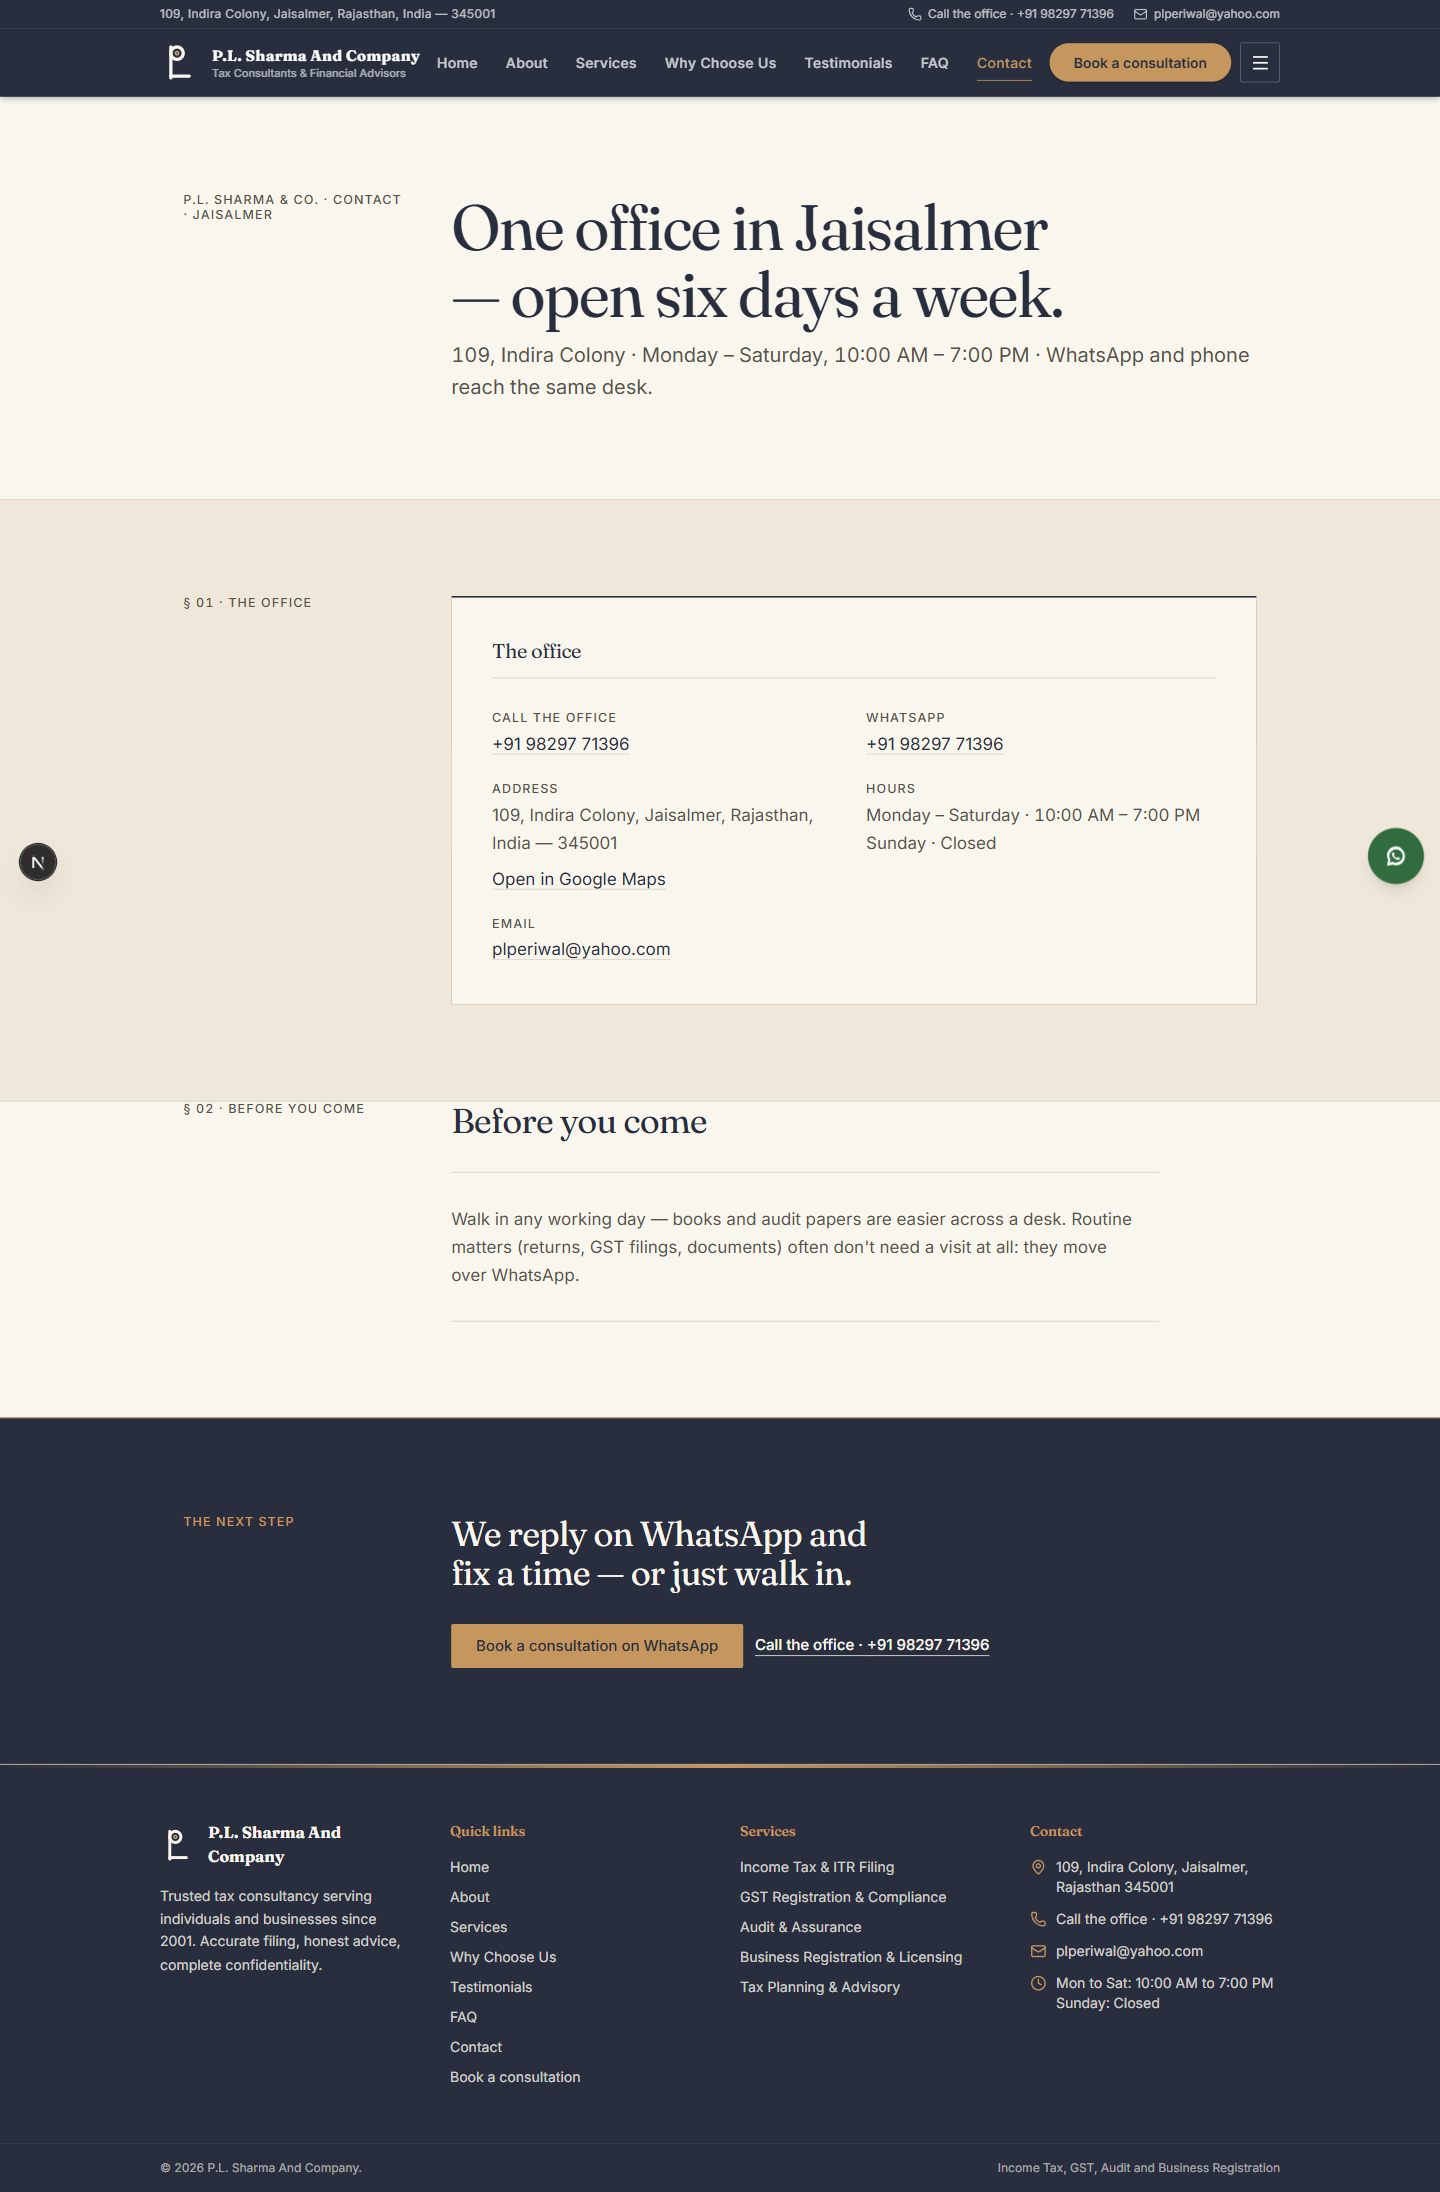 109, Indira Colony, Jaisalmer, Rajasthan, India — 345001
Call the office · +91 98297 71396
plperiwal@yahoo.com
P.L. Sharma And Company
Tax Consultants & Financial Advisors
Home
About
Services
Why Choose Us
Testimonials
FAQ
Contact
Book a consultation
P.L. SHARMA & CO. · CONTACT
· JAISALMER
One office in Jaisalmer
— open six days a week.
109, Indira Colony · Monday – Saturday, 10:00 AM – 7:00 PM · WhatsApp and phone
reach the same desk.
§ 01 · THE OFFICE
The office
CALL THE OFFICE
+91 98297 71396
WHATSAPP
+91 98297 71396
ADDRESS
109, Indira Colony, Jaisalmer, Rajasthan,
India — 345001
Open in Google Maps
HOURS
Monday – Saturday · 10:00 AM – 7:00 PM
Sunday · Closed
EMAIL
plperiwal@yahoo.com
N
§ 02 · BEFORE YOU COME
Before you come
Walk in any working day — books and audit papers are easier across a desk. Routine
matters (returns, GST filings, documents) often don't need a visit at all: they move
over WhatsApp.
THE NEXT STEP
We reply on WhatsApp and
fix a time — or just walk in.
Book a consultation on WhatsApp
Call the office · +91 98297 71396
P.L. Sharma And
Company
Trusted tax consultancy serving
individuals and businesses since
2001. Accurate filing, honest advice,
complete confidentiality.
Quick links
Home
About
Services
Why Choose Us
Testimonials
FAQ
Contact
Book a consultation
Services
Income Tax & ITR Filing
GST Registration & Compliance
Audit & Assurance
Business Registration & Licensing
Tax Planning & Advisory
Contact
109, Indira Colony, Jaisalmer,
Rajasthan 345001
Call the office · +91 98297 71396
plperiwal@yahoo.com
Mon to Sat: 10:00 AM to 7:00 PM
Sunday: Closed
© 2026 P.L. Sharma And Company.
Income Tax, GST, Audit and Business Registration